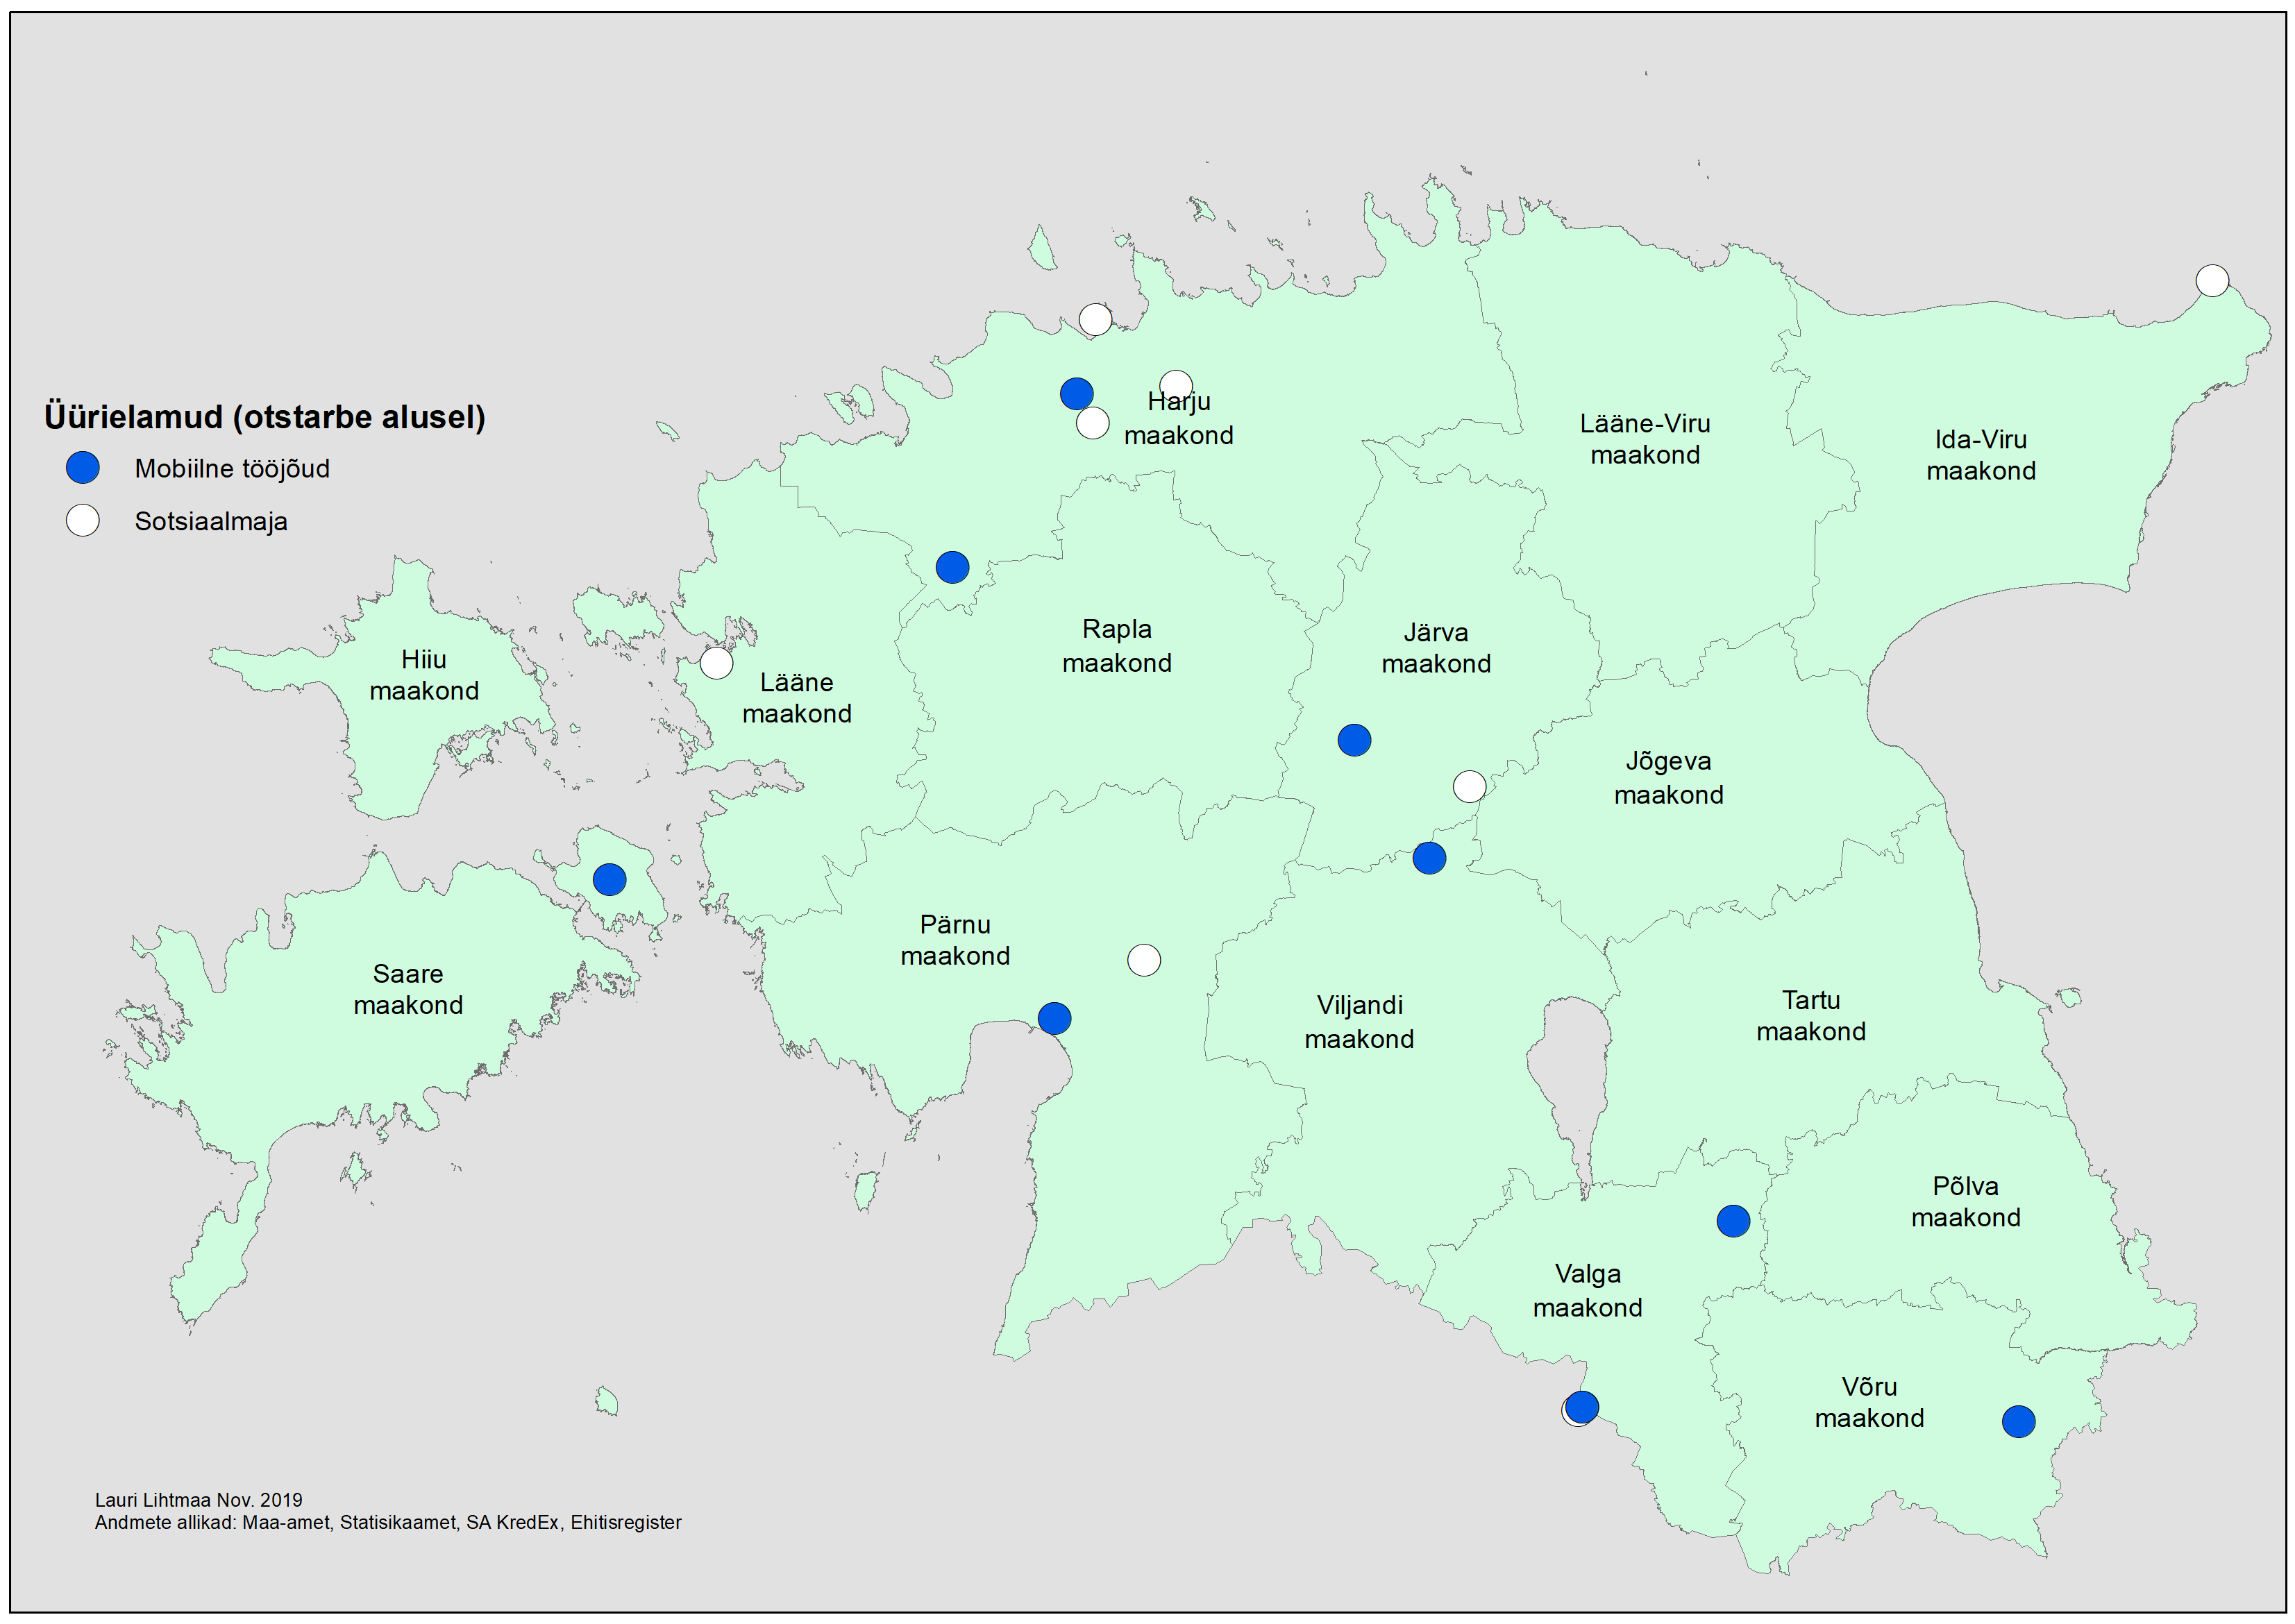 Üürielamud (otstarbe alusel)
Mobiilne tööjõud
Sotsiaalmaja
Harju
maakond
Lääne-Viru
maakond
Ida-Viru
maakond
Rapla
maakond
Järva
maakond
Hiiu
maakond
Lääne
maakond
Jõgeva
maakond
Pärnu
maakond
Saare
maakond
Viljandi
maakond
Tartu
maakond
Põlva
maakond
Valga
maakond
Võru
maakond
Lauri Lihtmaa Nov. 2019
Andmete allikad: Maa-amet, Statisikaamet, SA KredEx, Ehitisregister